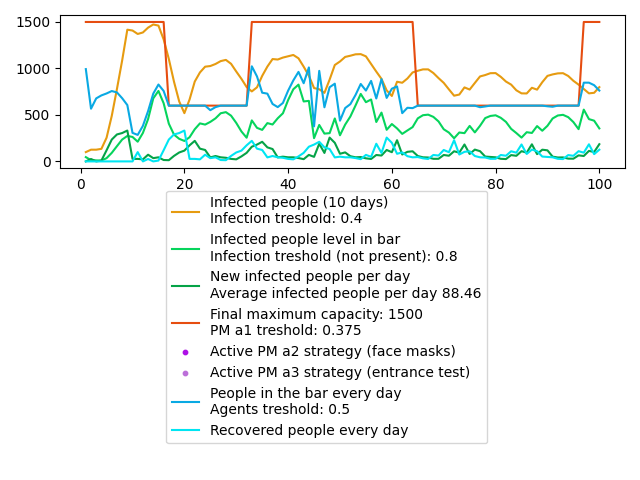 1500
1000
500
0
0 20 40 60 80 100
Infected people (10 days)
Infection treshold: 0.4
Infected people level in bar
Infection treshold (not present): 0.8
New infected people per day
Average infected people per day 88.46
Final maximum capacity: 1500
PM a1 treshold: 0.375
Active PM a2 strategy (face masks)
Active PM a3 strategy (entrance test)
People in the bar every day
Agents treshold: 0.5
Recovered people every day